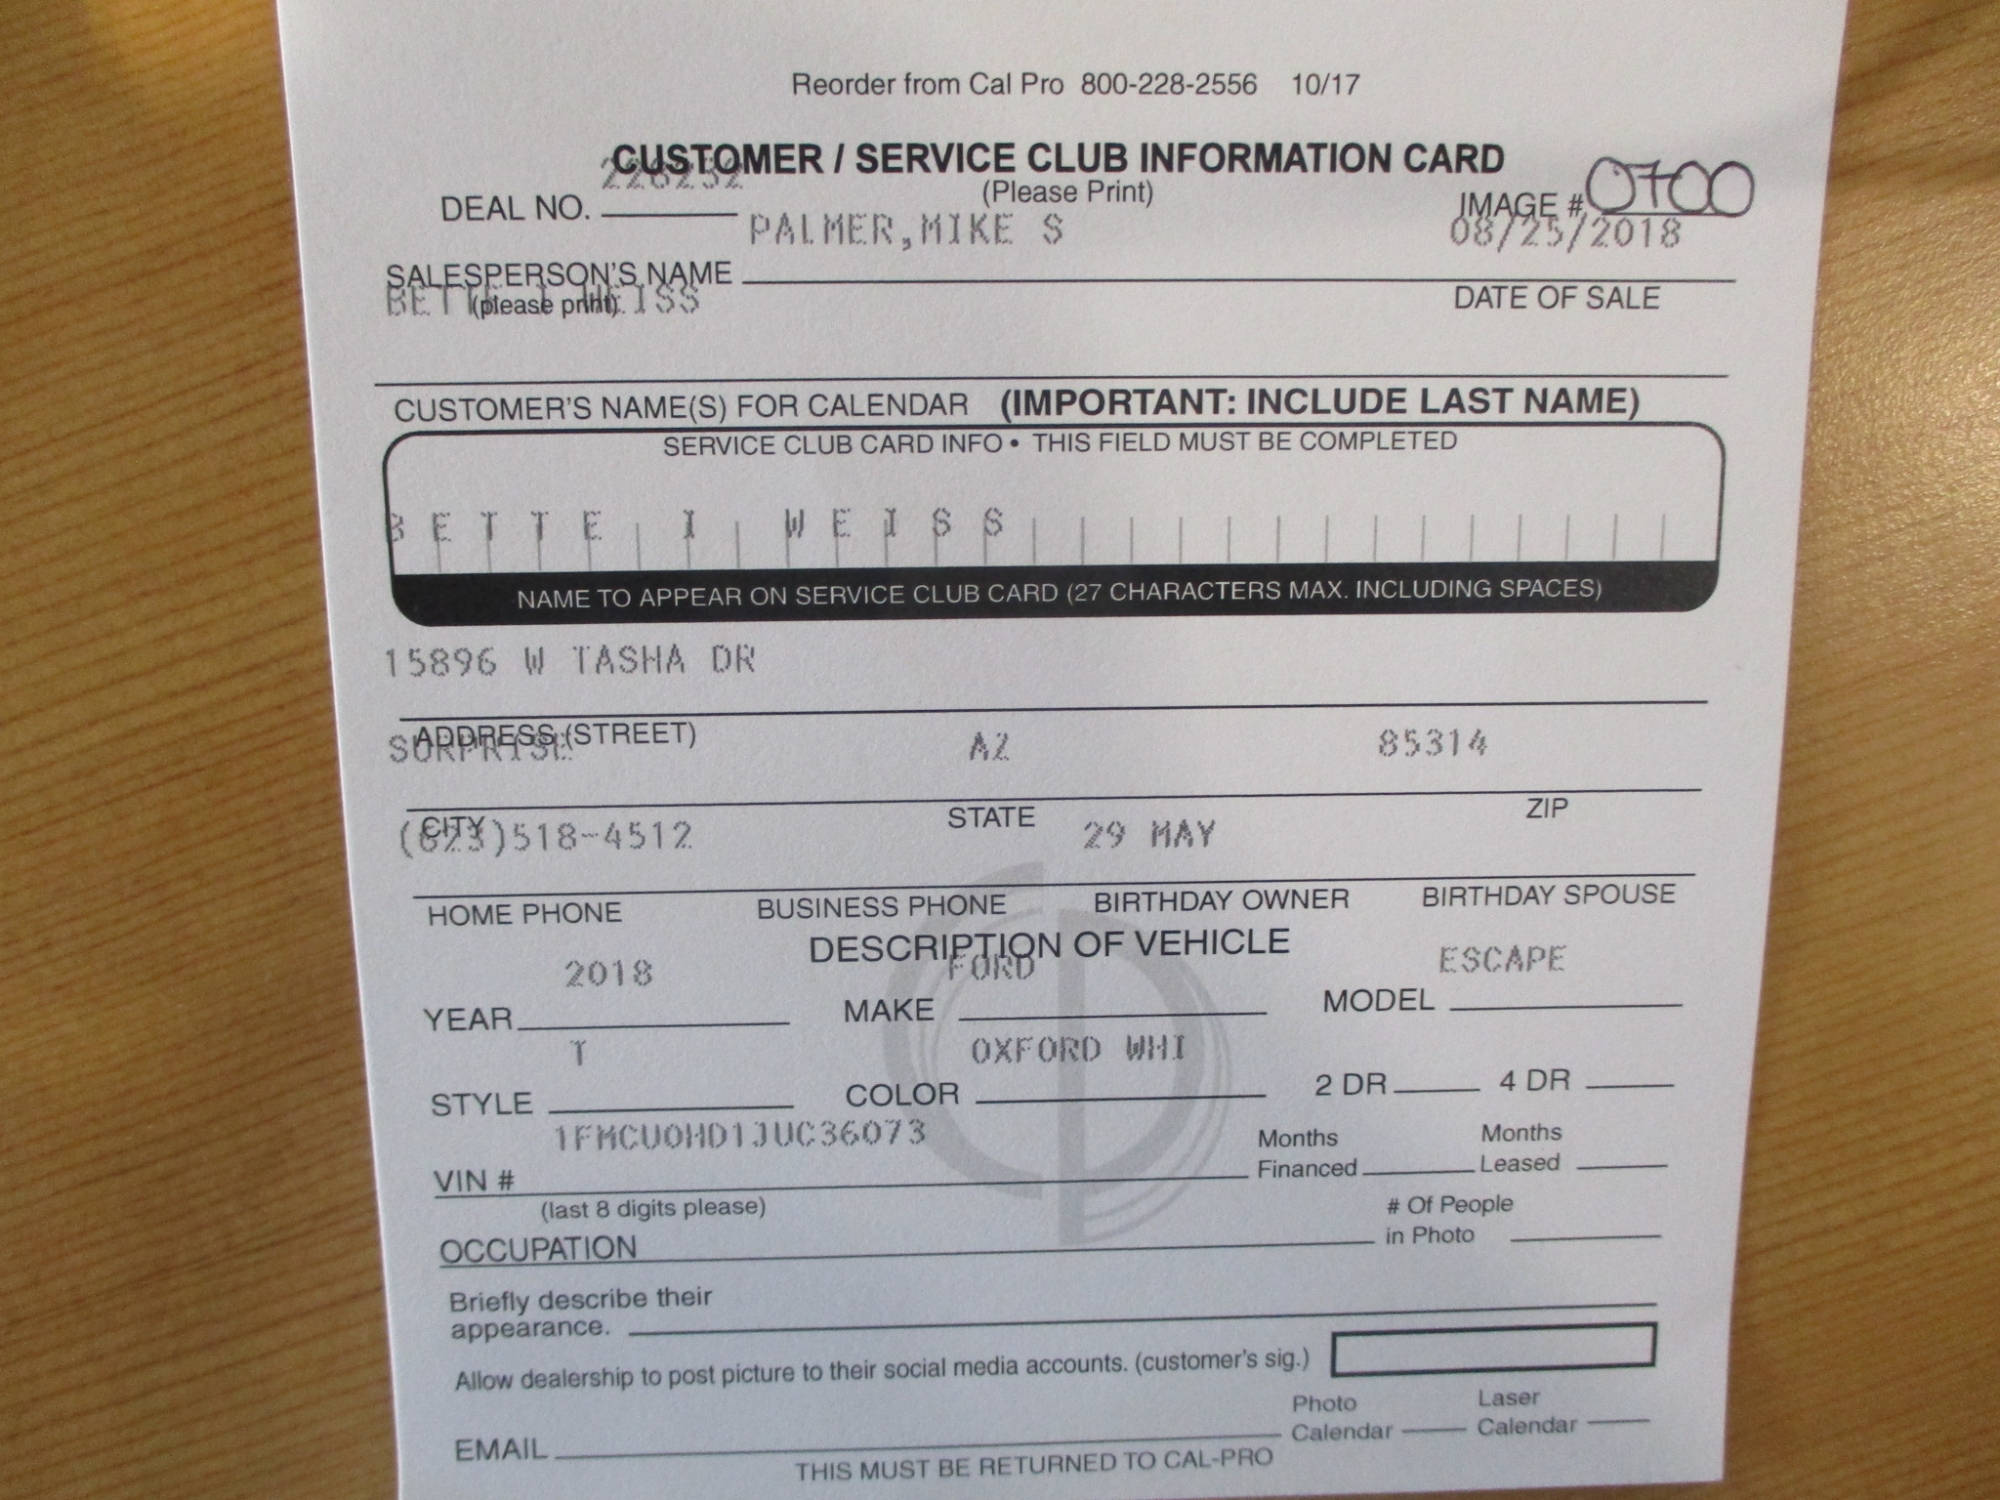 Reorder from Cal Pro 800-228-2556 10/17
CUSTOMER / SERVICE CLUB INFORMATION CARD
(Please Print)
DEAL NO. 226252 IMAGE # 0700
PALMER,MIKE S 08/25/2018
SALESPERSON'S NAME
(please print) DATE OF SALE
BETTE I WEISS
CUSTOMER'S NAME(S) FOR CALENDAR (IMPORTANT: INCLUDE LAST NAME)
SERVICE CLUB CARD INFO • THIS FIELD MUST BE COMPLETED
BETTE I WEISS
NAME TO APPEAR ON SERVICE CLUB CARD (27 CHARACTERS MAX. INCLUDING SPACES)
15896 W TASHA DR
ADDRESS (STREET)
SURPRISE AZ 85314
CITY STATE ZIP
(623)518-4512 29 MAY
HOME PHONE BUSINESS PHONE BIRTHDAY OWNER BIRTHDAY SPOUSE
DESCRIPTION OF VEHICLE
2018 FORD ESCAPE
YEAR MAKE MODEL
T OXFORD WHI
STYLE COLOR 2 DR 4 DR
1FMCU0HD1JUC36073
VIN # Months Financed Months Leased
(last 8 digits please)
OCCUPATION # Of People in Photo
Briefly describe their
appearance.
Allow dealership to post picture to their social media accounts. (customer's sig.)
EMAIL Photo Calendar Laser Calendar
THIS MUST BE RETURNED TO CAL-PRO